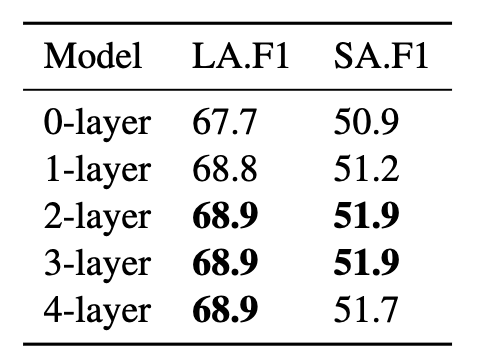 Model LA.F1 SA.F1
0-layer 67.7 50.9
1-layer 68.8 51.2
2-layer 68.9 51.9
3-layer 68.9 51.9
4-layer 68.9 51.7